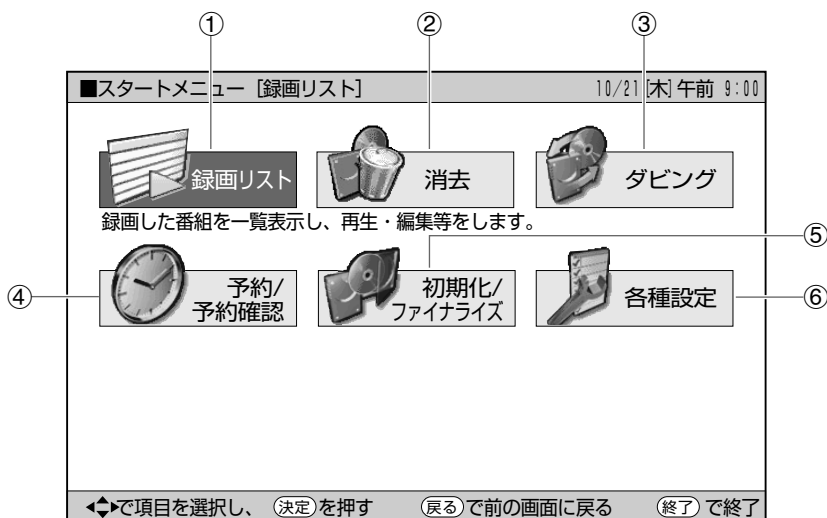 ① ② ③
■スタートメニュー [録画リスト] 10/21[木]午前 9:00
録画リスト 消去 ダビング
録画した番組を一覧表示し、再生・編集等をします。
⑤
④ 予約/予約確認 初期化/ファイナライズ 各種設定 ⑥
で項目を選択し、 決定を押す 戻るで前の画面に戻る 終了で終了